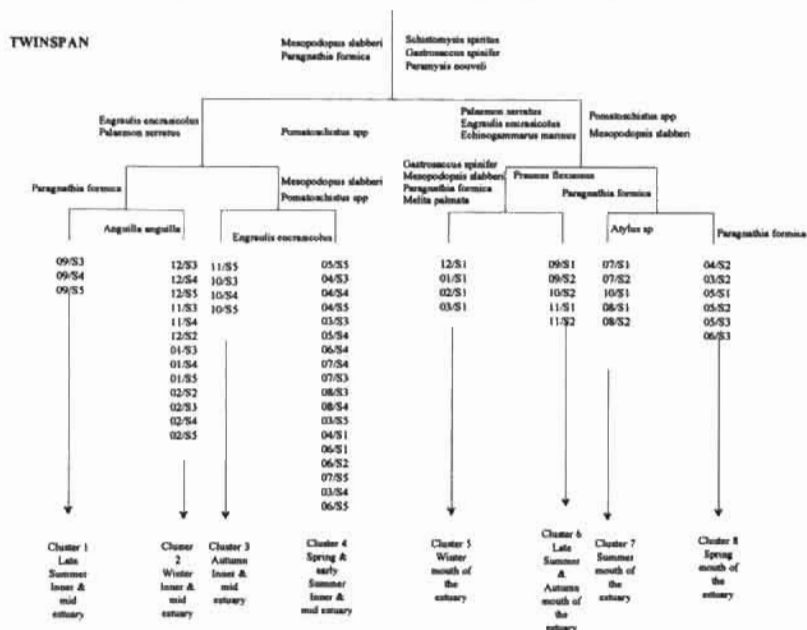 TWINSPAN
Mesopodopus slabberi
Paragnathia formica
Schistomysis spiritus
Gastrosaccus spinifer
Paramysis nouveli
Engraulis encrasicolus
Palaemon serratus
Pomatoschistus spp
Palaemon serratus
Engraulis encrasicolus
Echinogammarus marinus
Pomatoschistus spp
Mesopodopsis slabberi
Paragnathia formica
Mesopodopus slabberi
Pomatoschistus spp
Gastrosaccus spinifer
Mesopodopsis slabberi
Paragnathia formica
Melita palmata
Praunus flexuosus
Paragnathia formica
Anguilla anguilla
Engraulis encrasicolus
Atylus sp
Paragnathia formica
09/S3
09/S4
09/S5
12/S3
12/S4
12/S5
11/S3
11/S4
12/S2
01/S3
01/S4
01/S5
02/S2
02/S3
02/S4
02/S5
11/S5
10/S3
10/S4
10/S5
05/S5
04/S3
04/S4
04/S5
03/S3
05/S4
06/S4
07/S4
07/S3
08/S3
08/S4
03/S5
04/S1
06/S1
06/S2
07/S5
03/S4
06/S5
12/S1
01/S1
02/S1
03/S1
09/S1
09/S2
10/S2
11/S1
11/S2
07/S1
07/S2
10/S1
08/S1
08/S2
04/S2
03/S2
05/S1
05/S2
05/S3
06/S3
Cluster 1
Late
Summer
Inner &
mid
estuary
Cluster
2
Winter
Inner &
mid
estuary
Cluster 3
Autumn
Inner &
mid
estuary
Cluster 4
Spring &
early
Summer
Inner &
mid estuary
Cluster 5
Winter
mouth of
the
estuary
Cluster 6
Late
Summer
&
Autumn
mouth of
the
estuary
Cluster 7
Summer
mouth of the
estuary
Cluster 8
Spring
mouth of
the
estuary